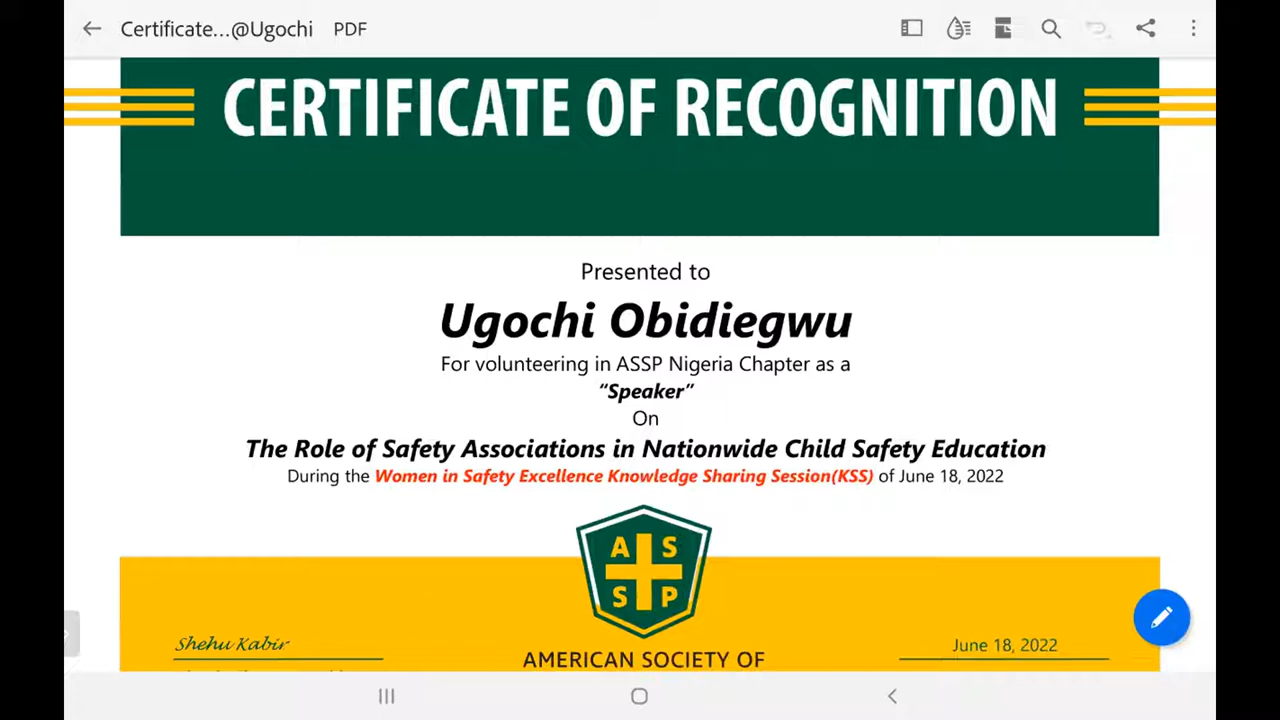 Certificate...@Ugochi PDF
CERTIFICATE OF RECOGNITION
Presented to
Ugochi Obidiegwu
For volunteering in ASSP Nigeria Chapter as a
“Speaker”
On
The Role of Safety Associations in Nationwide Child Safety Education
During the Women in Safety Excellence Knowledge Sharing Session(KSS) of June 18, 2022
A S
S P
Shehu Kabir
June 18, 2022
AMERICAN SOCIETY OF